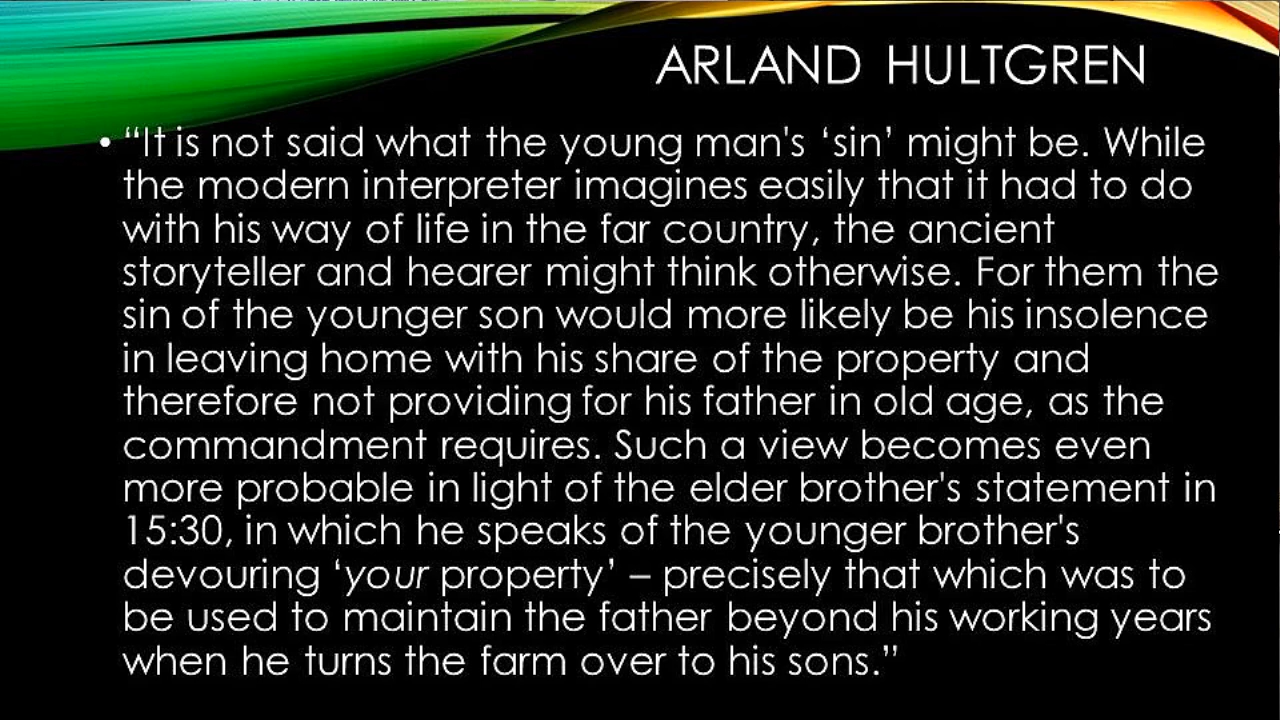 ARLAND HULTGREN
• “It is not said what the young man's ‘sin’ might be. While
the modern interpreter imagines easily that it had to do
with his way of life in the far country, the ancient
storyteller and hearer might think otherwise. For them the
sin of the younger son would more likely be his insolence
in leaving home with his share of the property and
therefore not providing for his father in old age, as the
commandment requires. Such a view becomes even
more probable in light of the elder brother's statement in
15:30, in which he speaks of the younger brother's
devouring ‘your property’ – precisely that which was to
be used to maintain the father beyond his working years
when he turns the farm over to his sons.”